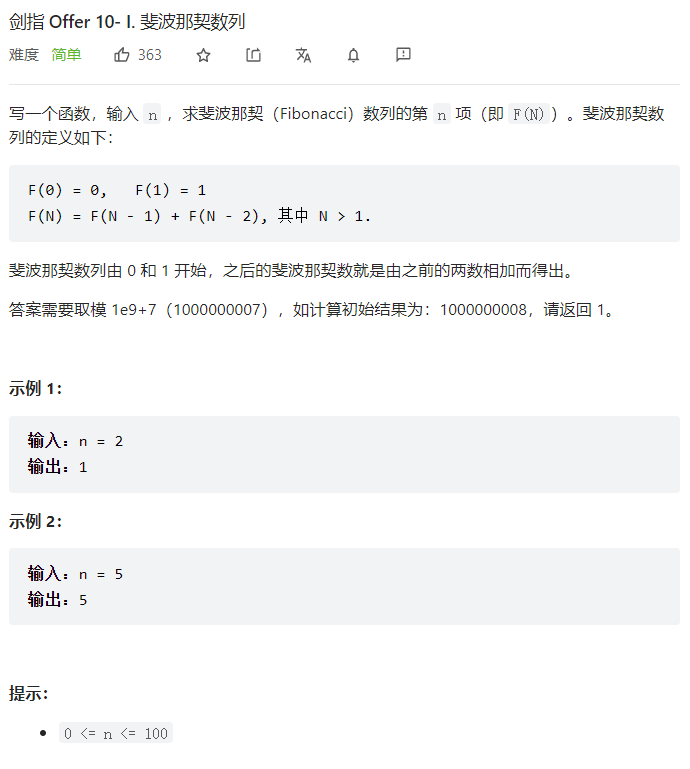 剑指 Offer 10- I. 斐波那契数列
难度 简单 363
写一个函数，输入 n ，求斐波那契（Fibonacci）数列的第 n 项（即 F(N)）。斐波那契数
列的定义如下：
F(0) = 0, F(1) = 1
F(N) = F(N - 1) + F(N - 2), 其中 N > 1.
斐波那契数列由 0 和 1 开始，之后的斐波那契数就是由之前的两数相加而得出。
答案需要取模 1e9+7（1000000007），如计算初始结果为：1000000008，请返回 1。
示例 1：
输入：n = 2
输出：1
示例 2：
输入：n = 5
输出：5
提示：
0 <= n <= 100